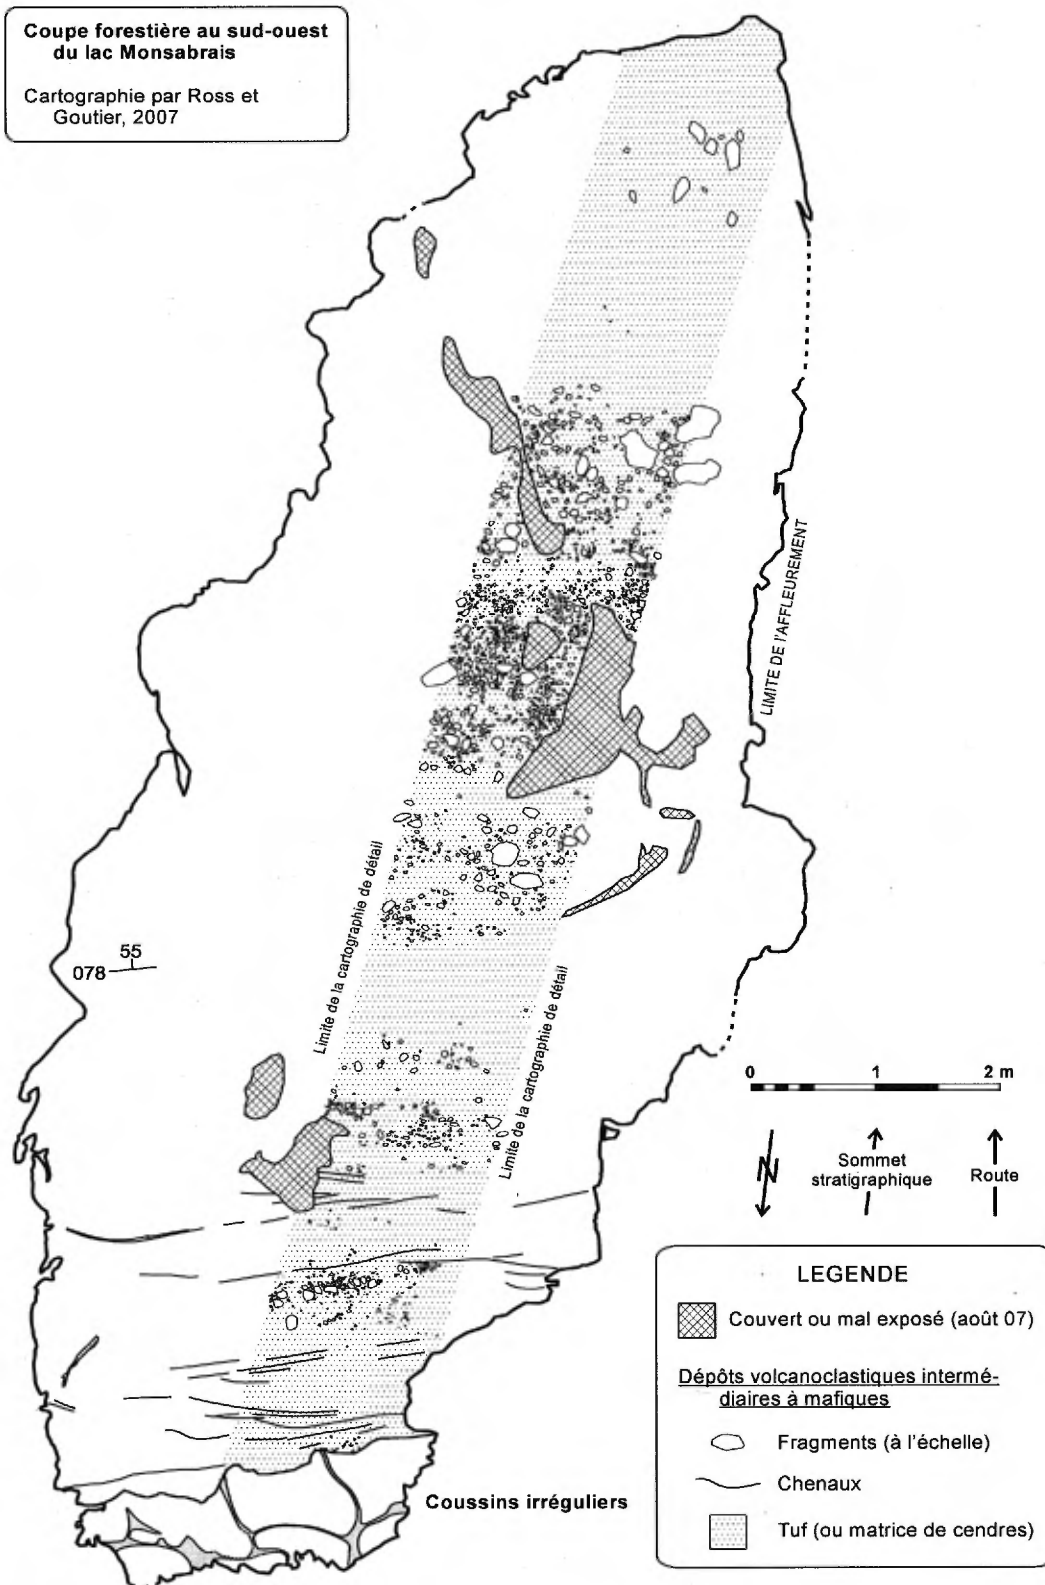 Coupe forestière au sud-ouest
du lac Monsabrais
Cartographie par Ross et
Goutier, 2007
LIMITE DE l'AFFLEUREMENT
Limite de la cartographie de détail
Limite de la cartographie de détail
55
078
0 1 2 m
N
Sommet
stratigraphique
Route
LEGENDE
Couvert ou mal exposé (août 07)
Dépôts volcanoclastiques intermé-
diaires à mafiques
Fragments (à l'échelle)
Chenaux
Tuf (ou matrice de cendres)
Coussins irréguliers